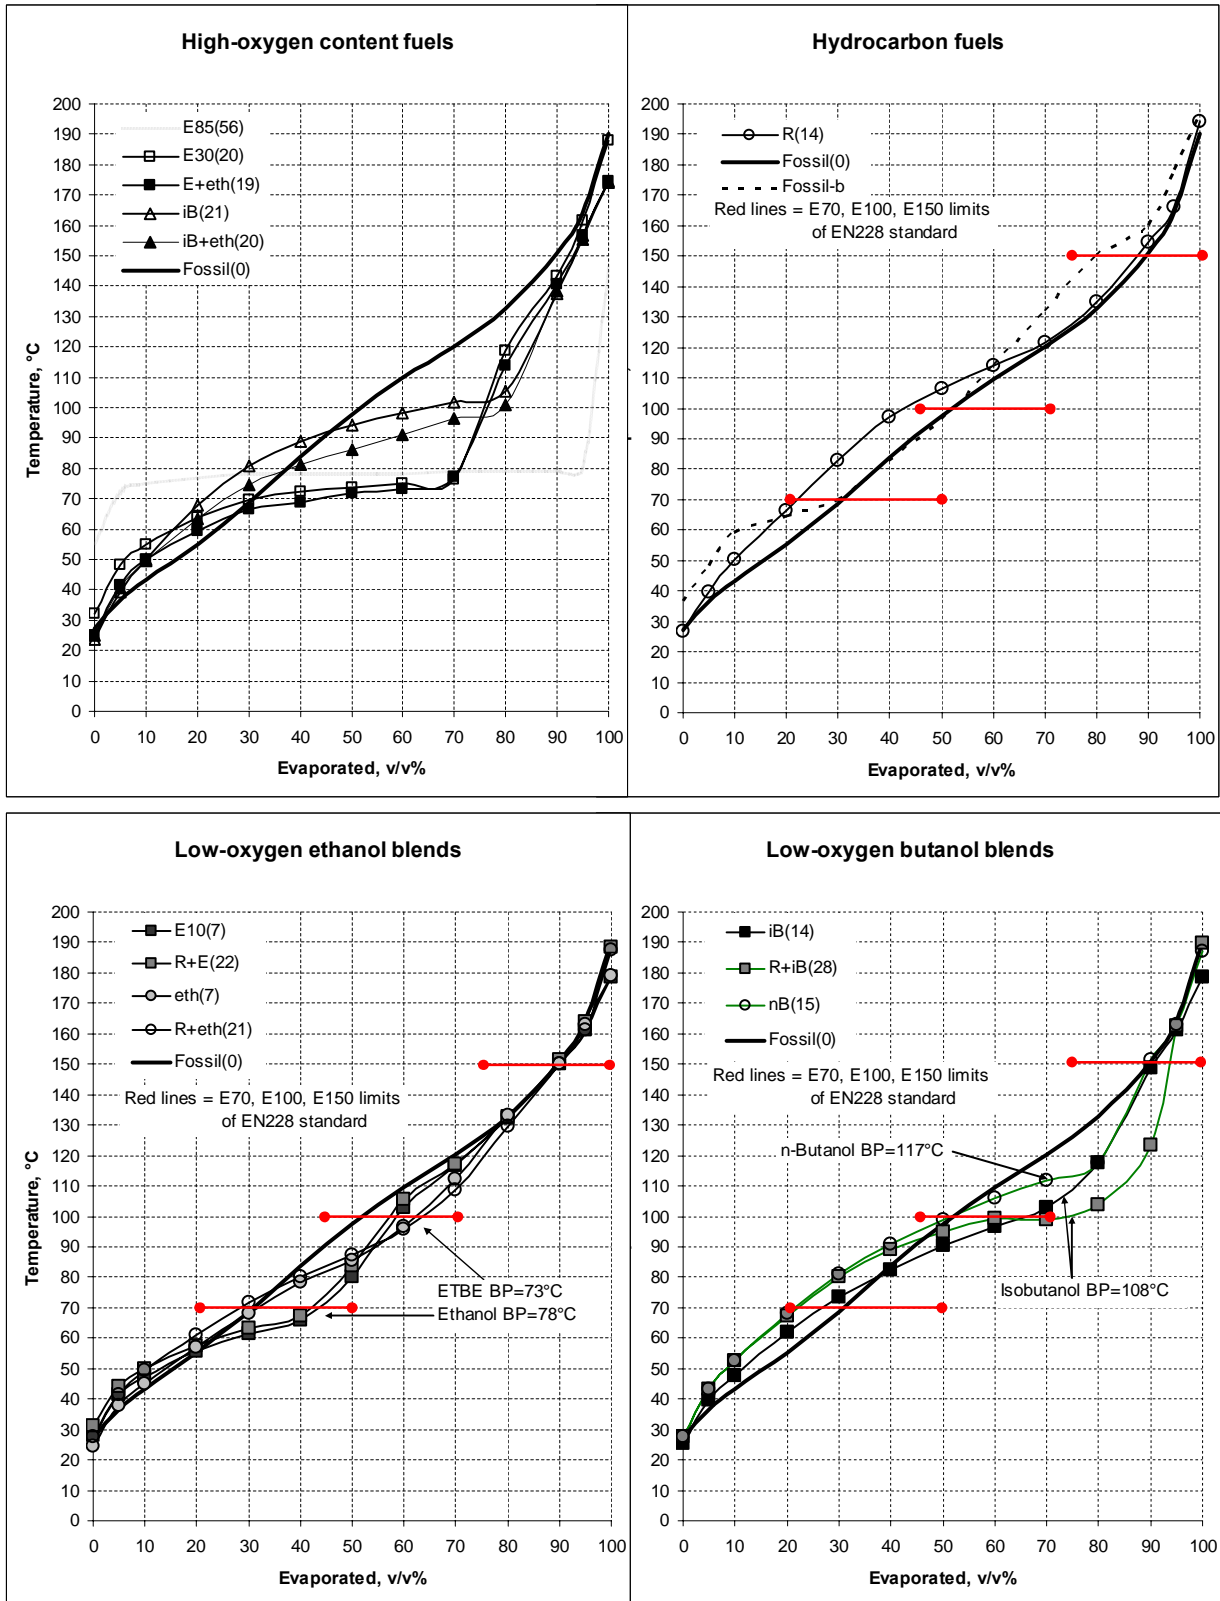 High-oxygen content fuels
200
190
180
170
160
150
140
130
120
110
100
90
80
70
60
50
40
30
20
10
0
Temperature, °C
E85(56)
E30(20)
E+eth(19)
iB(21)
iB+eth(20)
Fossil(0)
0 10 20 30 40 50 60 70 80 90 100
Evaporated, v/v%
Hydrocarbon fuels
200
190
180
170
160
150
140
130
120
110
100
90
80
70
60
50
40
30
20
10
0
R(14)
Fossil(0)
Fossil-b
Red lines = E70, E100, E150 limits
of EN228 standard
0 10 20 30 40 50 60 70 80 90 100
Evaporated, v/v%
Low-oxygen ethanol blends
200
190
180
170
160
150
140
130
120
110
100
90
80
70
60
50
40
30
20
10
0
Temperature, °C
E10(7)
R+E(22)
eth(7)
R+eth(21)
Fossil(0)
Red lines = E70, E100, E150 limits
of EN228 standard
ETBE BP=73°C
Ethanol BP=78°C
0 10 20 30 40 50 60 70 80 90 100
Evaporated, v/v%
Low-oxygen butanol blends
200
190
180
170
160
150
140
130
120
110
100
90
80
70
60
50
40
30
20
10
0
iB(14)
R+iB(28)
nB(15)
Fossil(0)
Red lines = E70, E100, E150 limits
of EN228 standard
n-Butanol BP=117°C
Isobutanol BP=108°C
0 10 20 30 40 50 60 70 80 90 100
Evaporated, v/v%